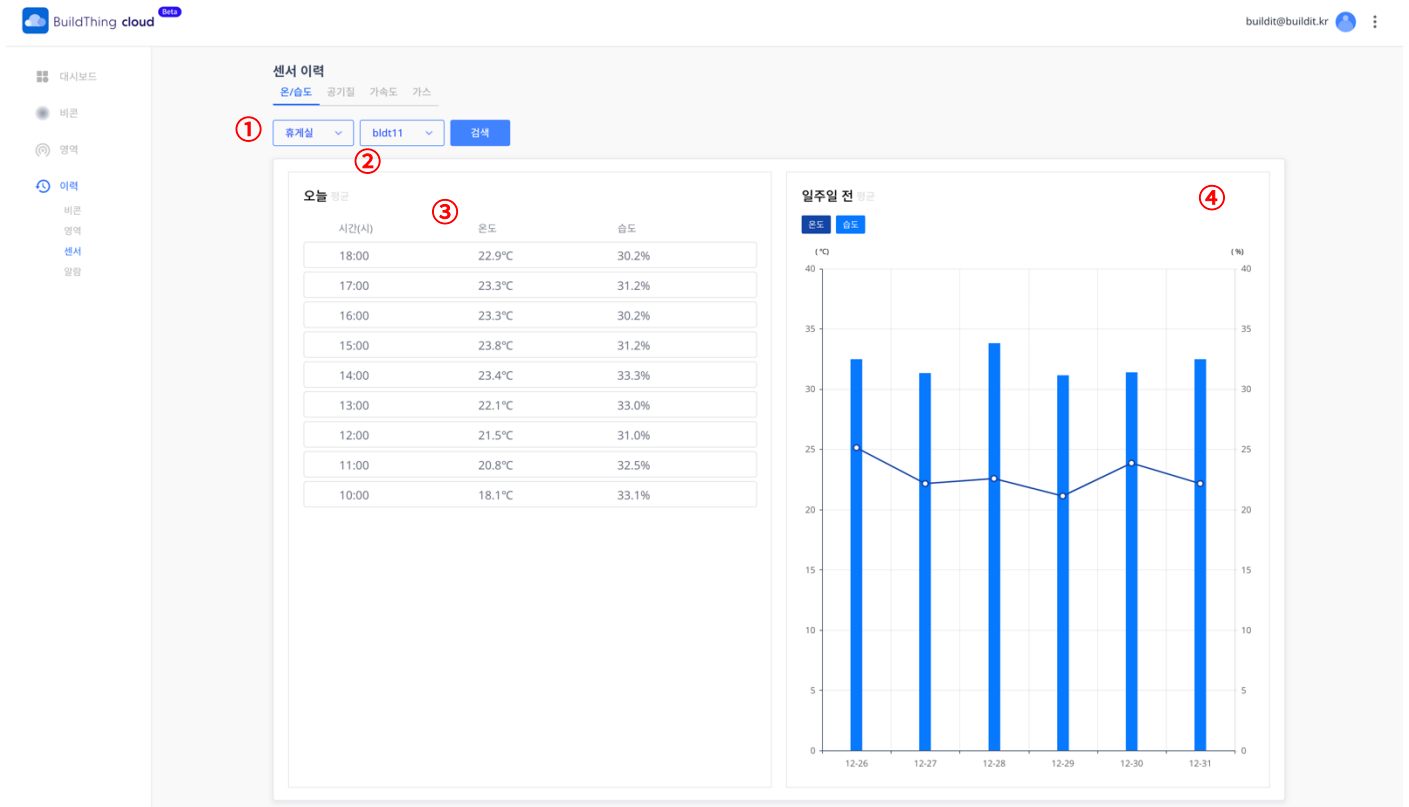 BuildThing cloud Beta
buildit@buildit.kr
대시보드
비콘
영역
이력
비콘
영역
센서
알람
센서 이력
온/습도 공기질 가속도 가스
① 휴게실 bldt11 검색
②
오늘 평균
③
시간(시) 온도 습도
18:00 22.9℃ 30.2%
17:00 23.3℃ 31.2%
16:00 23.3℃ 30.2%
15:00 23.8℃ 31.2%
14:00 23.4℃ 33.3%
13:00 22.1℃ 33.0%
12:00 21.5℃ 31.0%
11:00 20.8℃ 32.5%
10:00 18.1℃ 33.1%
일주일 전 평균 ④
온도 습도
(℃) (%)
40 40
35 35
30 30
25 25
20 20
15 15
10 10
5 5
0 0
12-26 12-27 12-28 12-29 12-30 12-31